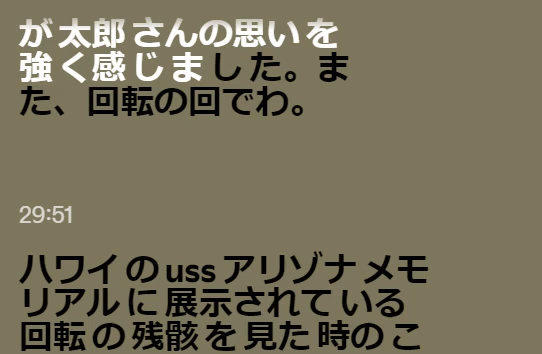 が太郎さんの思いを
強く感じました。ま
た、回転の回でわ。
29:51
ハワイのussアリゾナメモ
リアルに展示されている
回転の残骸を見た時のこ